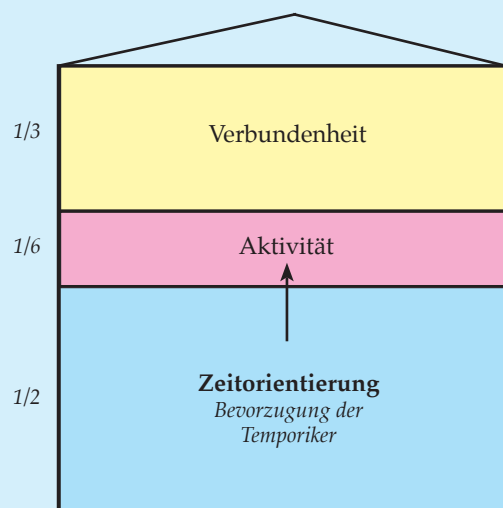 1/3
Verbundenheit
1/6
Aktivität
1/2
Zeitorientierung
Bevorzugung der
Temporiker